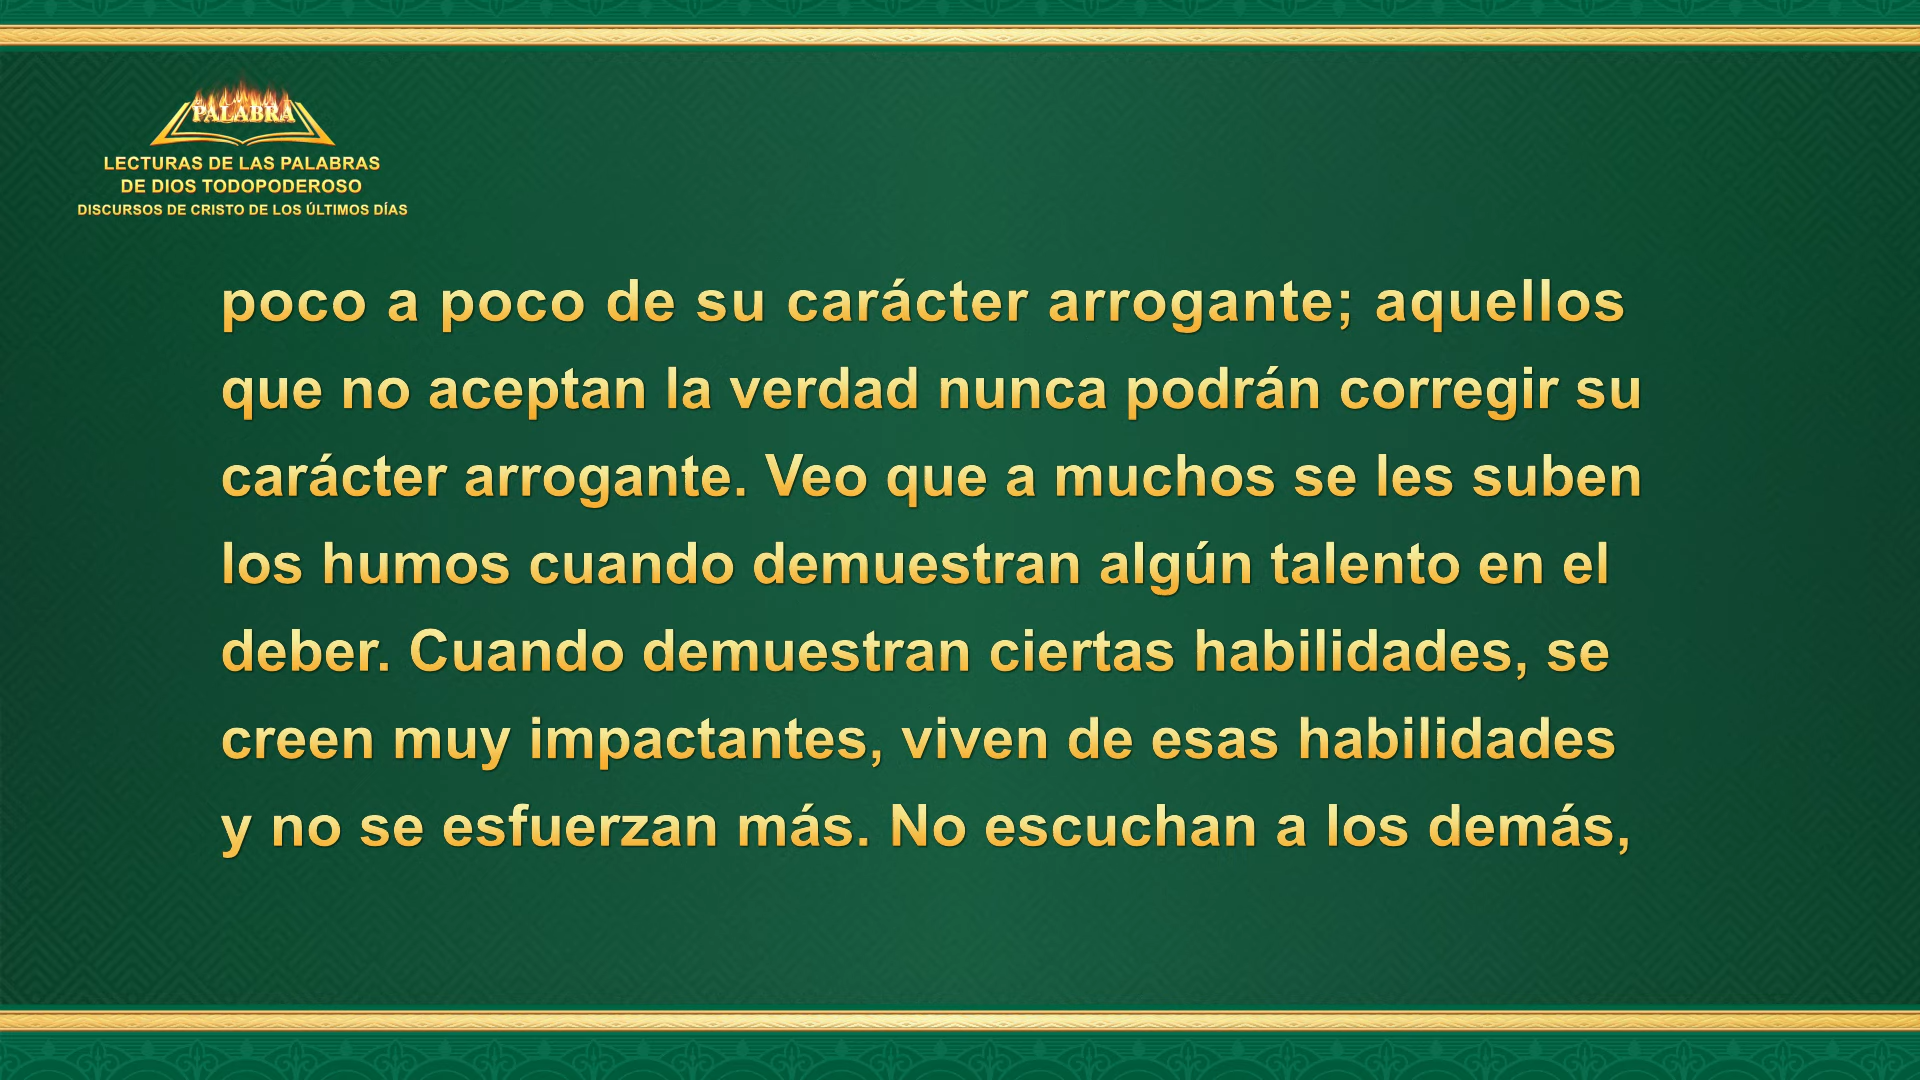 PALABRA
LECTURAS DE LAS PALABRAS
DE DIOS TODOPODEROSO
DISCURSOS DE CRISTO DE LOS ÚLTIMOS DÍAS
poco a poco de su carácter arrogante; aquellos
que no aceptan la verdad nunca podrán corregir su
carácter arrogante. Veo que a muchos se les suben
los humos cuando demuestran algún talento en el
deber. Cuando demuestran ciertas habilidades, se
creen muy impactantes, viven de esas habilidades
y no se esfuerzan más. No escuchan a los demás,